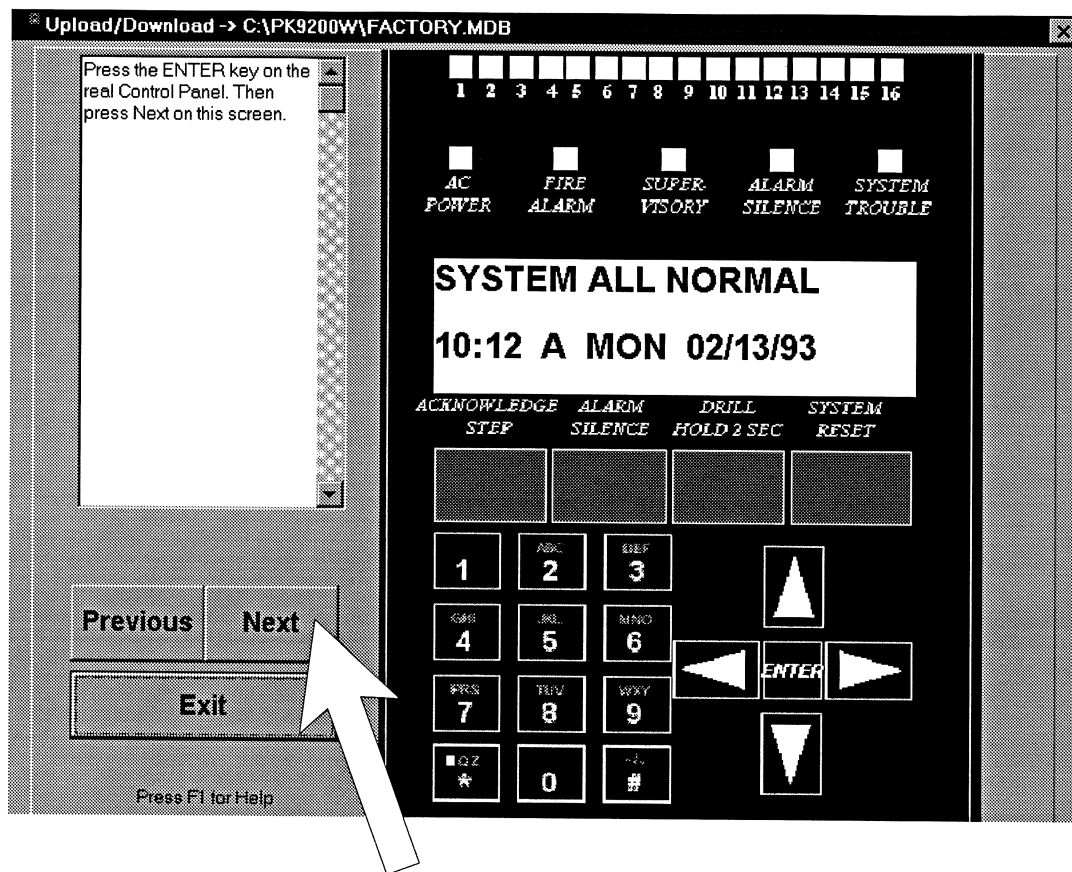 Upload/Download -> C:\PK9200W\FACTORY.MDB
Press the ENTER key on the
real Control Panel. Then
press Next on this screen.
1 2 3 4 5 6 7 8 9 10 11 12 13 14 15 16
AC FIRE SUPER- ALARM SYSTEM
POWER ALARM VISORY SILENCE TROUBLE
SYSTEM ALL NORMAL
10:12 A MON 02/13/93
ACKNOWLEDGE ALARM DRILL SYSTEM
STEP SILENCE HOLD 2 SEC RESET
ABC DEF
1 2 3
GHI JKL MNO
4 5 6
ENTER
PRS TUV WXY
7 8 9
QZ
* 0 #
Previous Next
Exit
Press F1 for Help